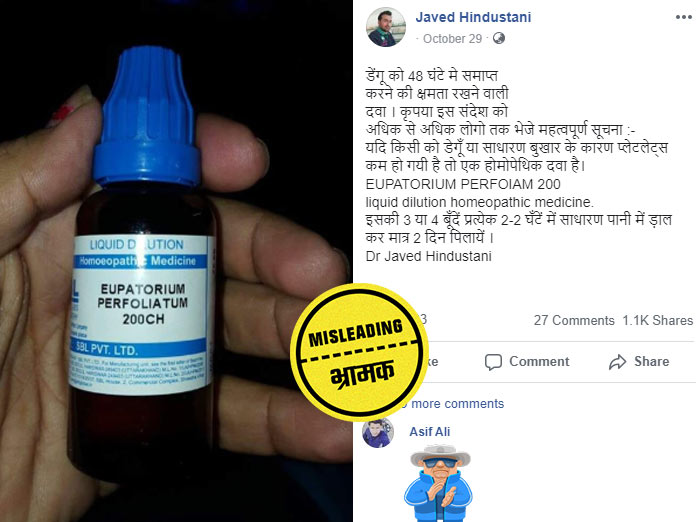 LIQUID DILUTION
Homoeopathic Medicine
EUPATORIUM
PERFOLIATUM
200CH
SBL PVT. LTD.
MISLEADING
भ्रामक
Javed Hindustani
October 29
डेंगू को 48 घंटे मे समाप्त
करने की क्षमता रखने वाली
दवा । कृपया इस संदेश को
अधिक से अधिक लोगो तक भेजे महत्वपूर्ण सूचना :-
यदि किसी को डेगूँ या साधारण बुखार के कारण प्लेटलेट्स
कम हो गयी है तो एक होमोपेथिक दवा है।
EUPATORIUM PERFOIAM 200
liquid dilution homeopathic medicine.
इसकी 3 या 4 बूँदें प्रत्येक 2-2 घँटें में साधारण पानी में ड़ाल
कर मात्र 2 दिन पिलायें ।
Dr Javed Hindustani
3
27 Comments 1.1K Shares
ke
Comment
Share
more comments
Asif Ali